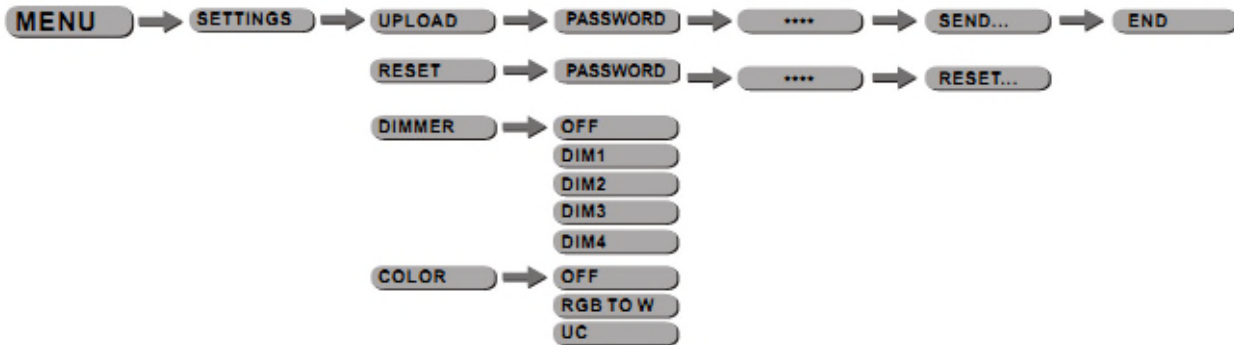 MENU SETTINGS UPLOAD PASSWORD **** SEND... END
RESET PASSWORD **** RESET...
DIMMER OFF
DIM1
DIM2
DIM3
DIM4
COLOR OFF
RGB TO W
UC